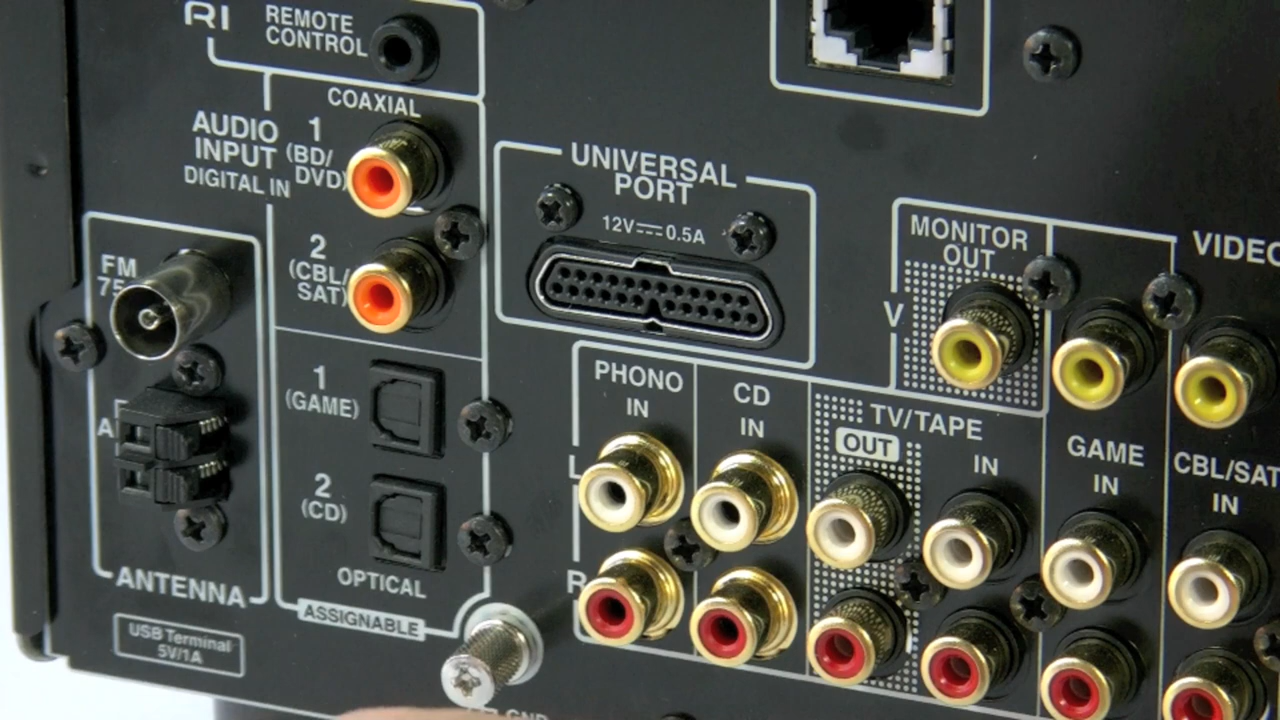 RI
REMOTE
CONTROL
COAXIAL
AUDIO
INPUT
DIGITAL IN
1
(BD/
DVD)
2
(CBL/
SAT)
UNIVERSAL
PORT
12V⎓0.5A
MONITOR
OUT
V
VIDEO
FM
75
ANTENNA
1
(GAME)
2
(CD)
OPTICAL
ASSIGNABLE
USB Terminal
5V/1A
PHONO
IN
CD
IN
TV/TAPE
OUT
IN
GAME
IN
CBL/SAT
IN
L
R
GND